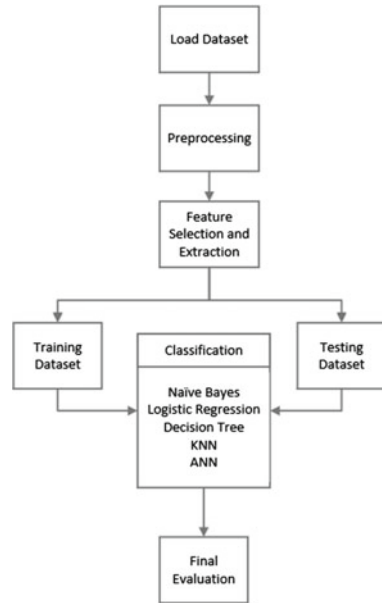 Load Dataset
Preprocessing
Feature
Selection and
Extraction
Training
Dataset
Classification
Naïve Bayes
Logistic Regression
Decision Tree
KNN
ANN
Testing
Dataset
Final
Evaluation